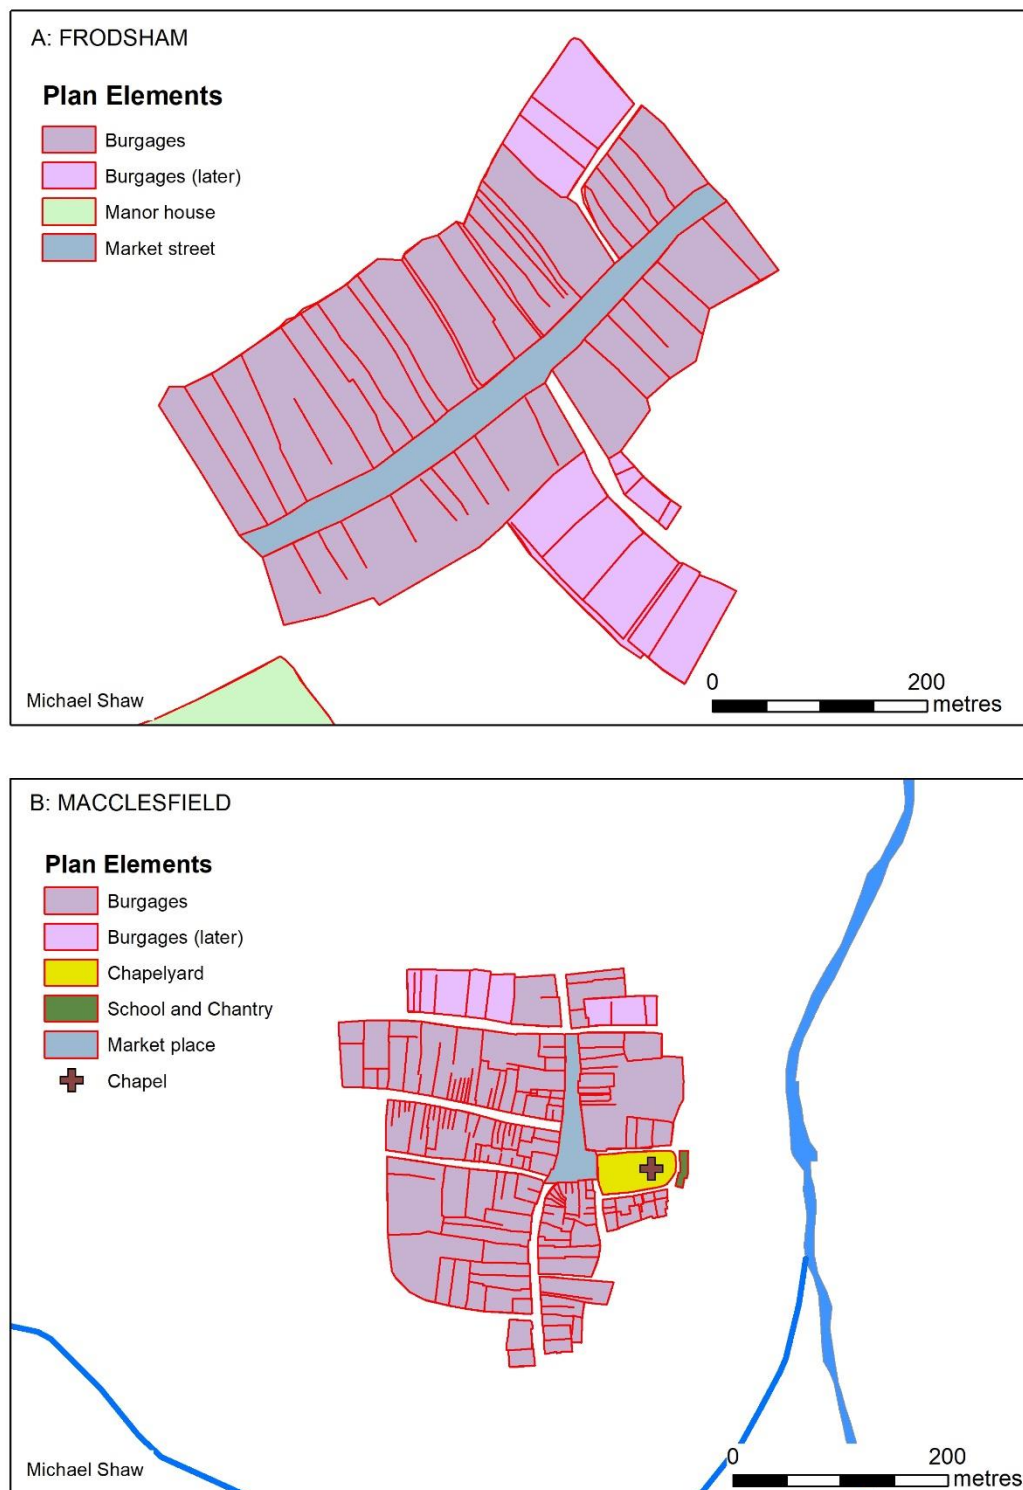 A: FRODSHAM
Plan Elements
Burgages
Burgages (later)
Manor house
Market street
0 200
metres
Michael Shaw
B: MACCLESFIELD
Plan Elements
Burgages
Burgages (later)
Chapelyard
School and Chantry
Market place
Chapel
0 200
metres
Michael Shaw